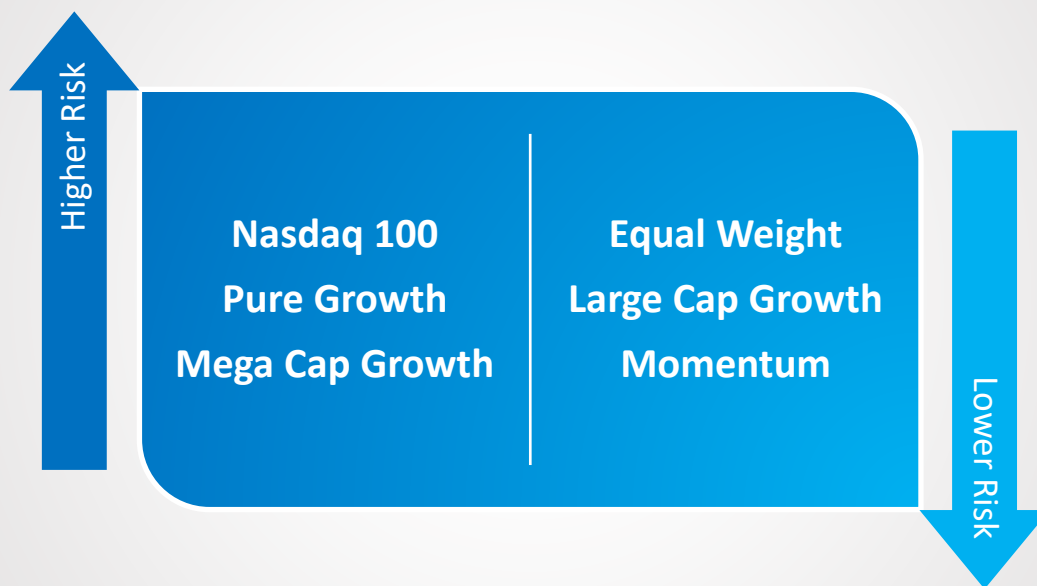 Higher Risk
Nasdaq 100
Pure Growth
Mega Cap Growth
Equal Weight
Large Cap Growth
Momentum
Lower Risk